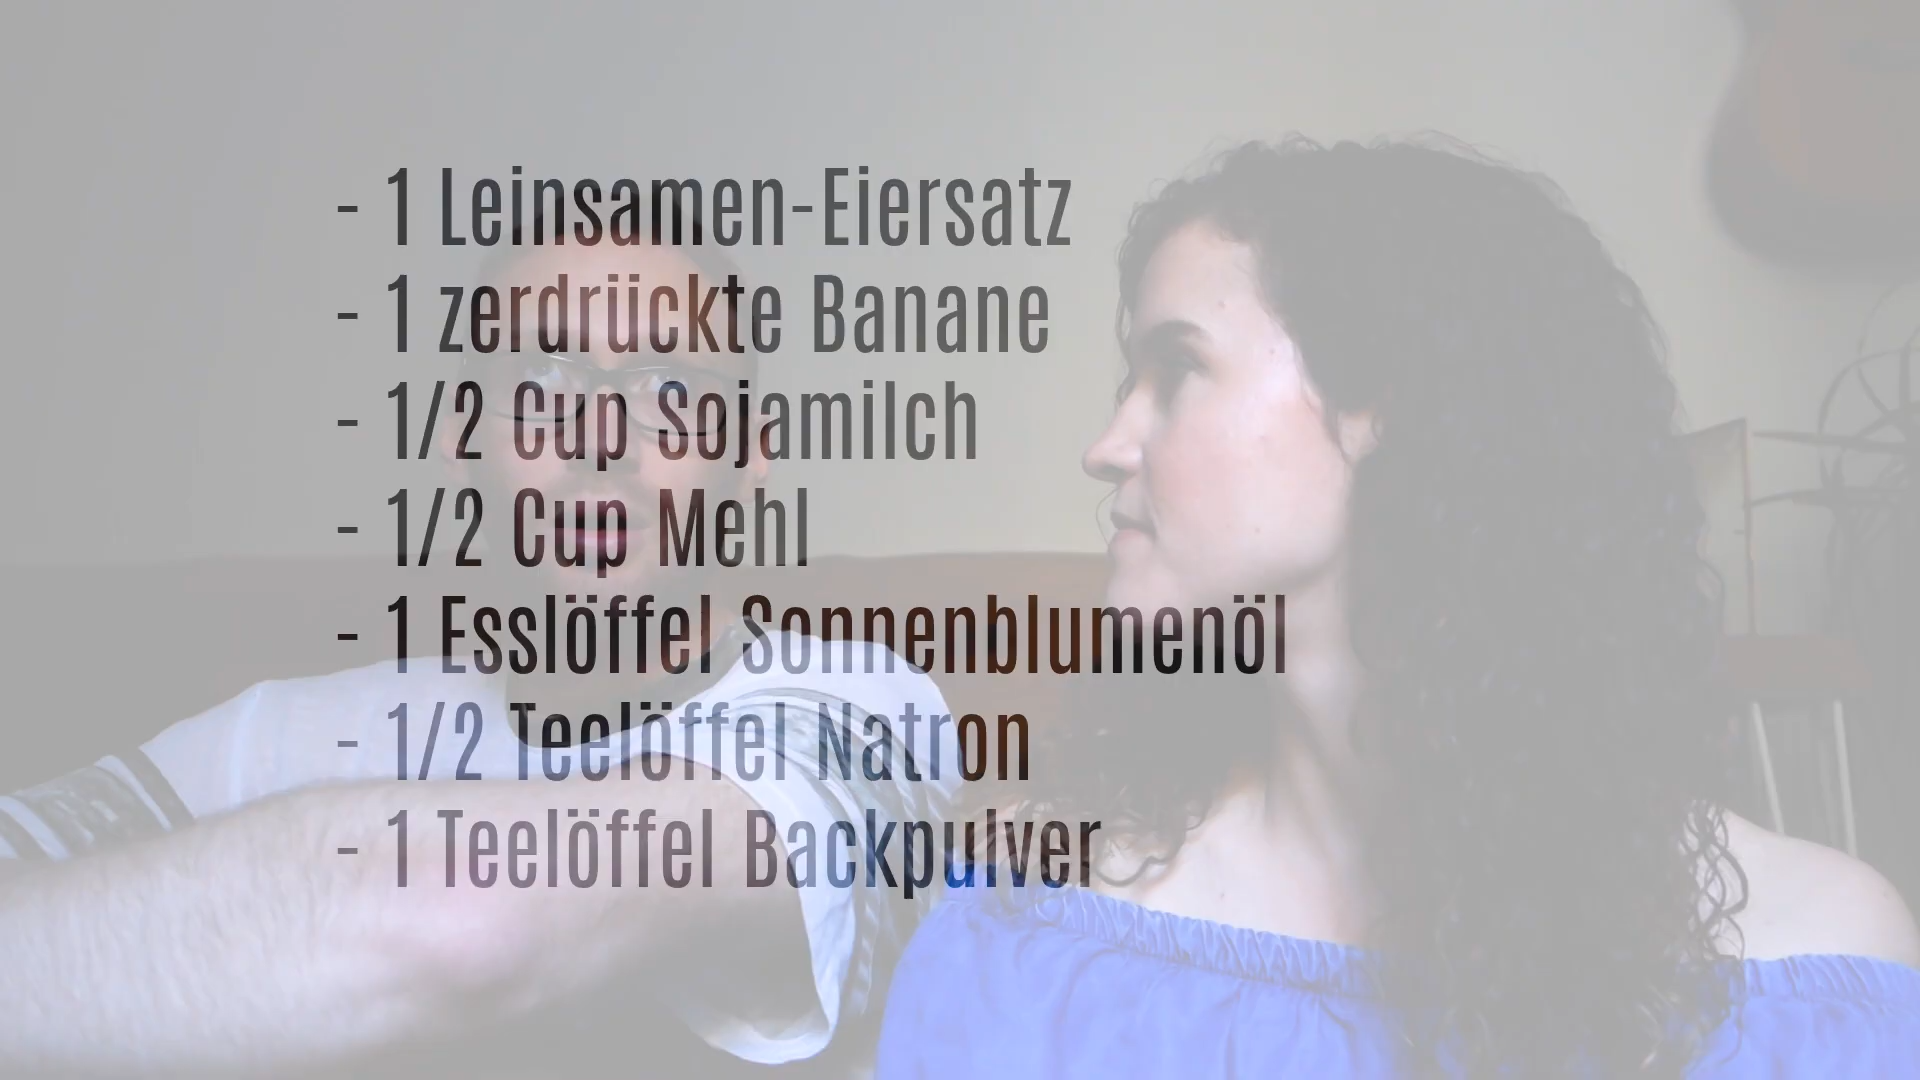 - 1 Leinsamen-Eiersatz
- 1 zerdrückte Banane
- 1/2 Cup Sojamilch
- 1/2 Cup Mehl
- 1 Esslöffel Sonnenblumenöl
- 1/2 Teelöffel Natron
- 1 Teelöffel Backpulver